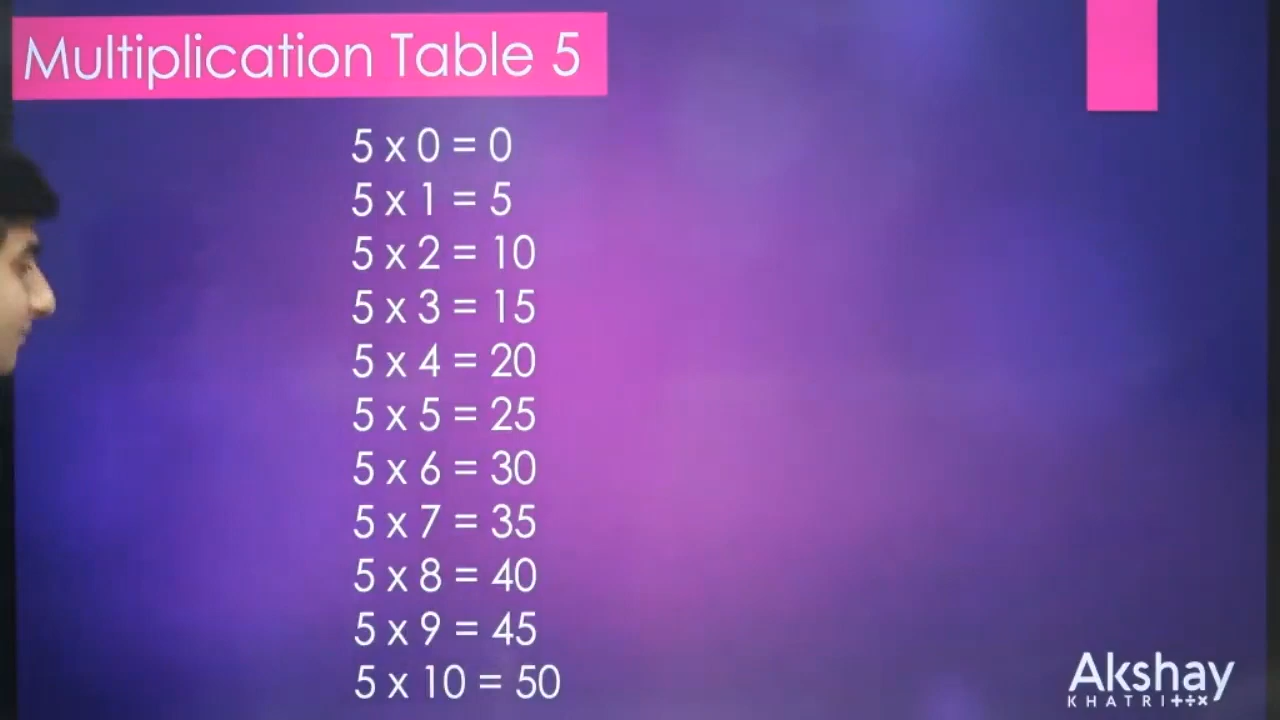 Multiplication Table 5
5 x 0 = 0
5 x 1 = 5
5 x 2 = 10
5 x 3 = 15
5 x 4 = 20
5 x 5 = 25
5 x 6 = 30
5 x 7 = 35
5 x 8 = 40
5 x 9 = 45
5 x 10 = 50
Akshay
KHATRI+÷×